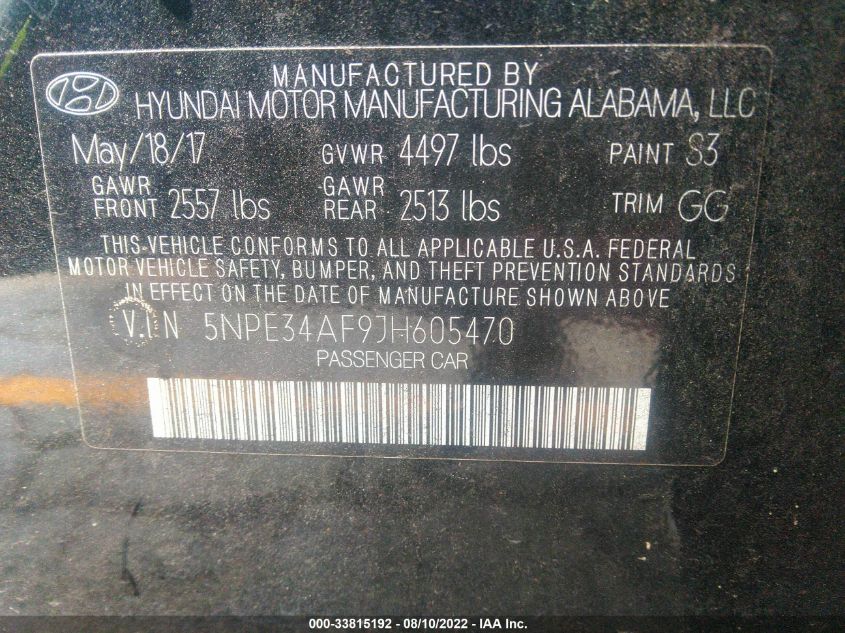 MANUFACTURED BY
HYUNDAI MOTOR MANUFACTURING ALABAMA, LLC
May/18/17 GVWR 4497 lbs PAINT S3
GAWR FRONT 2557 lbs GAWR REAR 2513 lbs TRIM GG
THIS VEHICLE CONFORMS TO ALL APPLICABLE U.S.A. FEDERAL
MOTOR VEHICLE SAFETY, BUMPER, AND THEFT PREVENTION STANDARDS
IN EFFECT ON THE DATE OF MANUFACTURE SHOWN ABOVE
V.I.N 5NPE34AF9JH605470
PASSENGER CAR
000-33815192 - 08/10/2022 - IAA Inc.